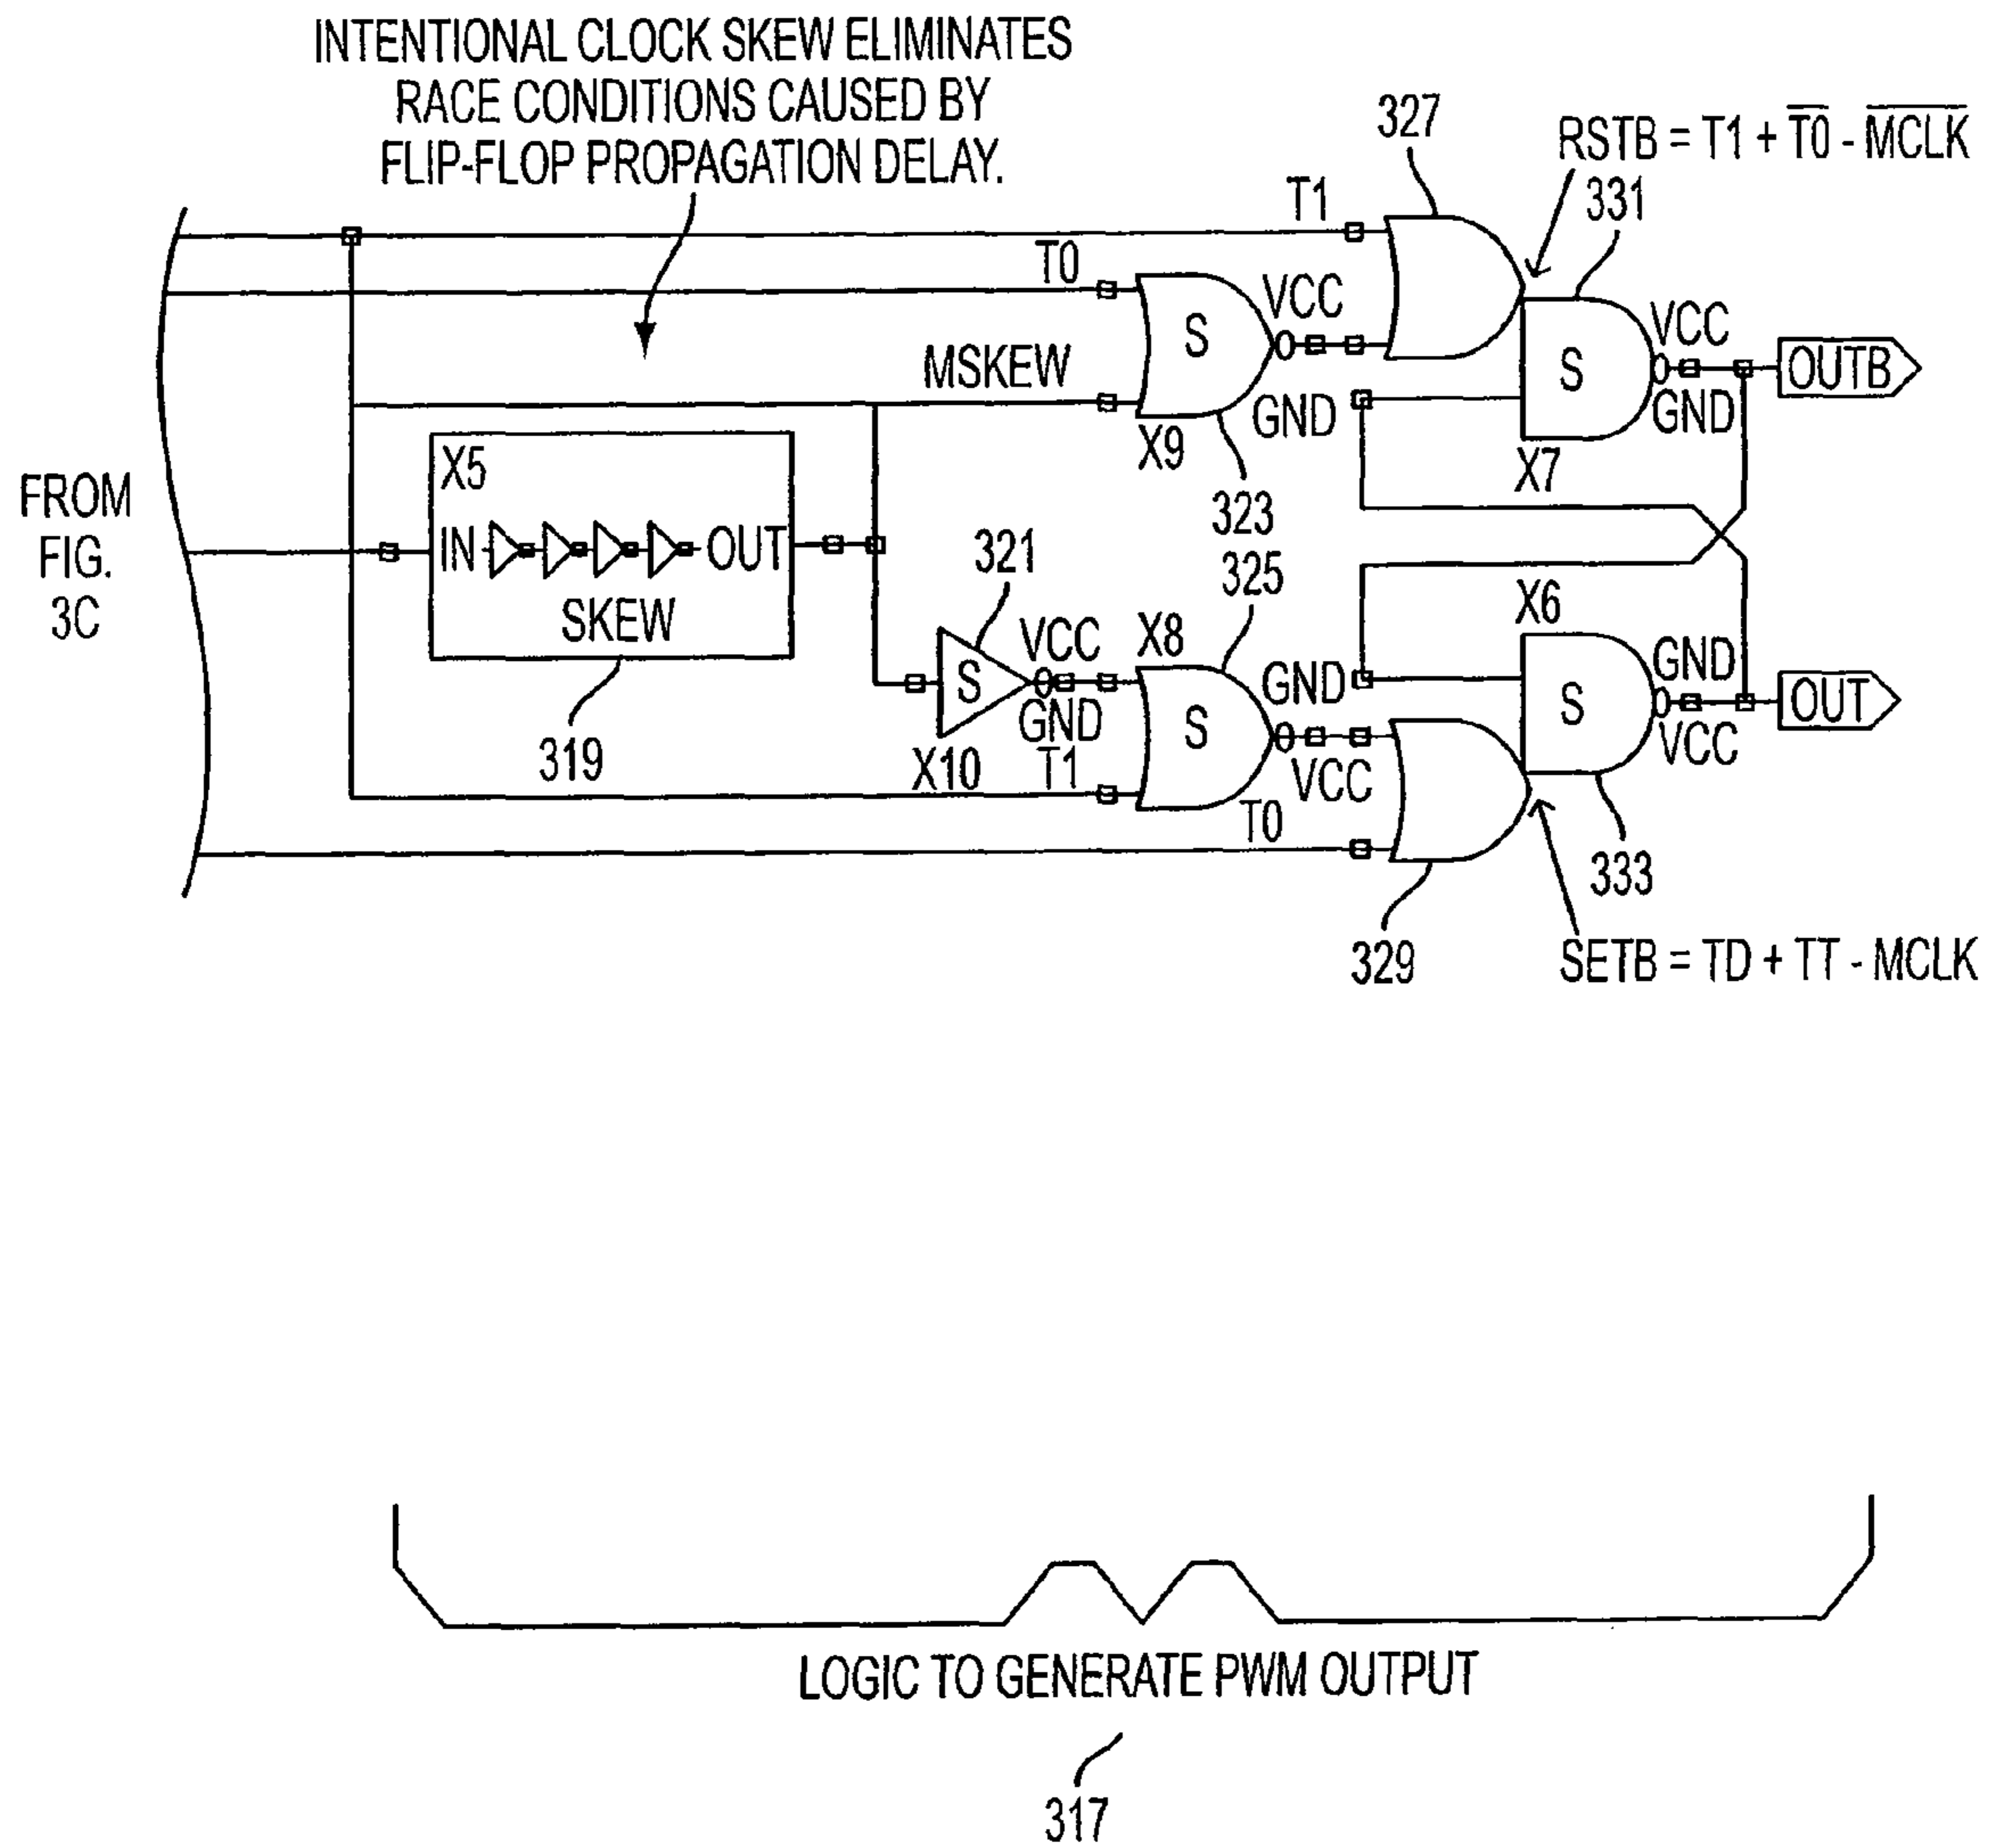 INTENTIONAL CLOCK SKEW ELIMINATES
RACE CONDITIONS CAUSED BY
FLIP-FLOP PROPAGATION DELAY.
327
RSTB = T1 + T̅0̅ - M̅C̅L̅K̅
331
T1
T0
VCC
S
VCC
OUTB
MSKEW
S
GND
GND
X9
X7
FROM
FIG.
3C
X5
IN
OUT
SKEW
323
321
325
319
S
VCC
GND
X10
X8
T1
S
GND
VCC
T0
X6
S
GND
VCC
OUT
333
329
SETB = TD + TT - MCLK
LOGIC TO GENERATE PWM OUTPUT
317